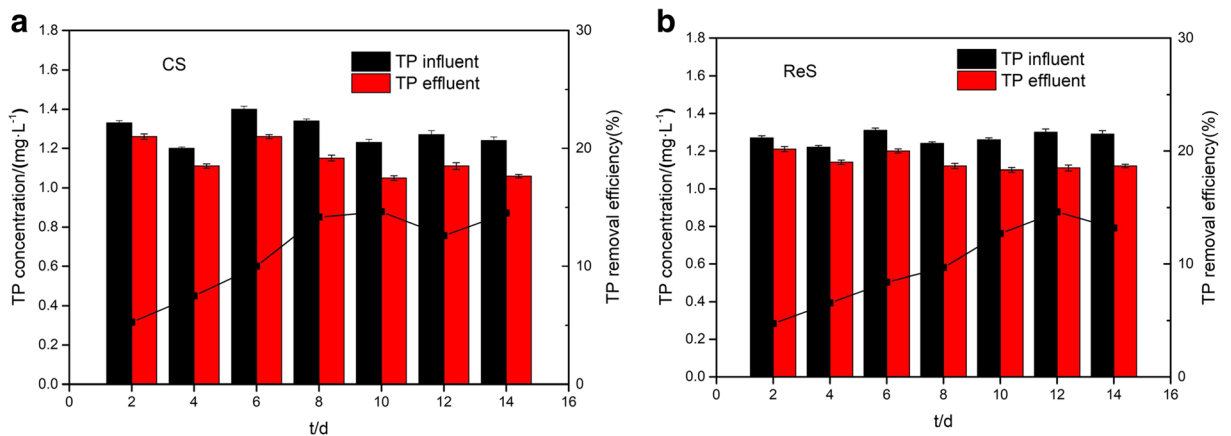 a
CS
TP influent
TP effluent
TP concentration/(mg·L⁻¹)
1.8
1.6
1.4
1.2
1.0
0.8
0.6
0.4
0.2
0.0
30
20
10
0
TP removal efficiency(%)
0 2 4 6 8 10 12 14 16
t/d
b
ReS
TP influent
TP effluent
TP concentration/(mg·L⁻¹)
1.8
1.6
1.4
1.2
1.0
0.8
0.6
0.4
0.2
0.0
30
20
10
0
TP removal efficiency(%)
0 2 4 6 8 10 12 14 16
t/d